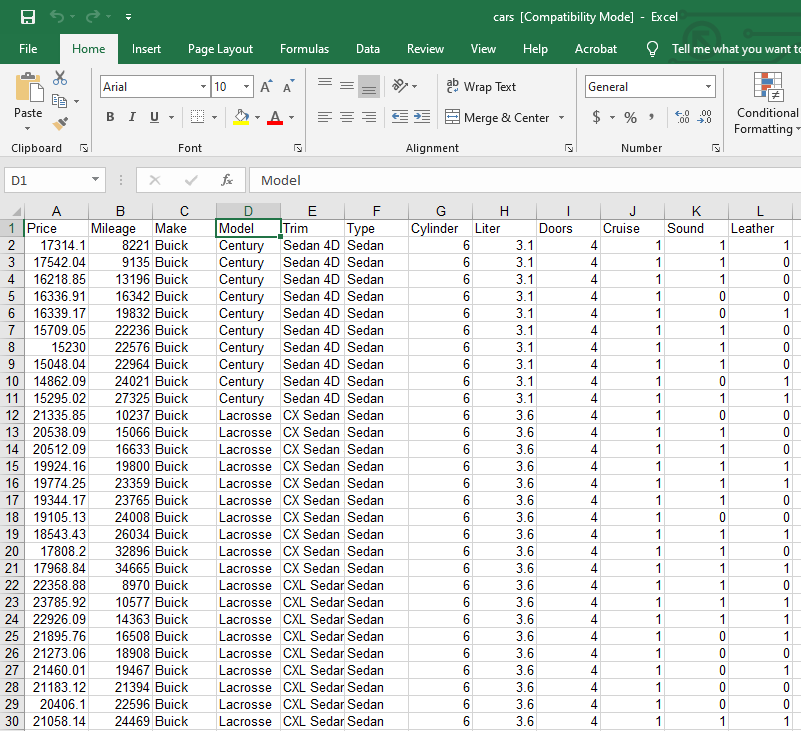 cars [Compatibility Mode] - Excel
File Home Insert Page Layout Formulas Data Review View Help Acrobat Tell me what you want to
Arial 10 A A Wrap Text General
Paste B I U A Merge & Center $ % , Conditional
Formatting
Clipboard Font Alignment Number
D1 fx Model
A B C D E F G H I J K L
1 Price Mileage Make Model Trim Type Cylinder Liter Doors Cruise Sound Leather
2 17314.1 8221 Buick Century Sedan 4D Sedan 6 3.1 4 1 1 1
3 17542.04 9135 Buick Century Sedan 4D Sedan 6 3.1 4 1 1 0
4 16218.85 13196 Buick Century Sedan 4D Sedan 6 3.1 4 1 1 0
5 16336.91 16342 Buick Century Sedan 4D Sedan 6 3.1 4 1 0 0
6 16339.17 19832 Buick Century Sedan 4D Sedan 6 3.1 4 1 0 1
7 15709.05 22236 Buick Century Sedan 4D Sedan 6 3.1 4 1 1 0
8 15230 22576 Buick Century Sedan 4D Sedan 6 3.1 4 1 1 0
9 15048.04 22964 Buick Century Sedan 4D Sedan 6 3.1 4 1 1 0
10 14862.09 24021 Buick Century Sedan 4D Sedan 6 3.1 4 1 0 1
11 15295.02 27325 Buick Century Sedan 4D Sedan 6 3.1 4 1 1 1
12 21335.85 10237 Buick Lacrosse CX Sedan Sedan 6 3.6 4 1 0 0
13 20538.09 15066 Buick Lacrosse CX Sedan Sedan 6 3.6 4 1 1 0
14 20512.09 16633 Buick Lacrosse CX Sedan Sedan 6 3.6 4 1 1 0
15 19924.16 19800 Buick Lacrosse CX Sedan Sedan 6 3.6 4 1 1 1
16 19774.25 23359 Buick Lacrosse CX Sedan Sedan 6 3.6 4 1 1 1
17 19344.17 23765 Buick Lacrosse CX Sedan Sedan 6 3.6 4 1 1 0
18 19105.13 24008 Buick Lacrosse CX Sedan Sedan 6 3.6 4 1 0 0
19 18543.43 26034 Buick Lacrosse CX Sedan Sedan 6 3.6 4 1 1 1
20 17808.2 32896 Buick Lacrosse CX Sedan Sedan 6 3.6 4 1 1 0
21 17968.84 34665 Buick Lacrosse CX Sedan Sedan 6 3.6 4 1 1 1
22 22358.88 8970 Buick Lacrosse CXL Sedan Sedan 6 3.6 4 1 1 0
23 23785.92 10577 Buick Lacrosse CXL Sedan Sedan 6 3.6 4 1 1 1
24 22926.09 14363 Buick Lacrosse CXL Sedan Sedan 6 3.6 4 1 1 1
25 21895.76 16508 Buick Lacrosse CXL Sedan Sedan 6 3.6 4 1 0 1
26 21273.06 18908 Buick Lacrosse CXL Sedan Sedan 6 3.6 4 1 0 0
27 21460.01 19467 Buick Lacrosse CXL Sedan Sedan 6 3.6 4 1 0 1
28 21183.12 21394 Buick Lacrosse CXL Sedan Sedan 6 3.6 4 1 0 0
29 20406.1 22596 Buick Lacrosse CXL Sedan Sedan 6 3.6 4 1 0 0
30 21058.14 24469 Buick Lacrosse CXL Sedan Sedan 6 3.6 4 1 1 1